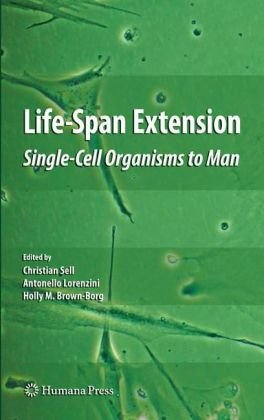 Life-Span Extension
Single-Cell Organisms to Man
Edited by
Christian Sell
Antonello Lorenzini
Holly M. Brown-Borg
Humana Press